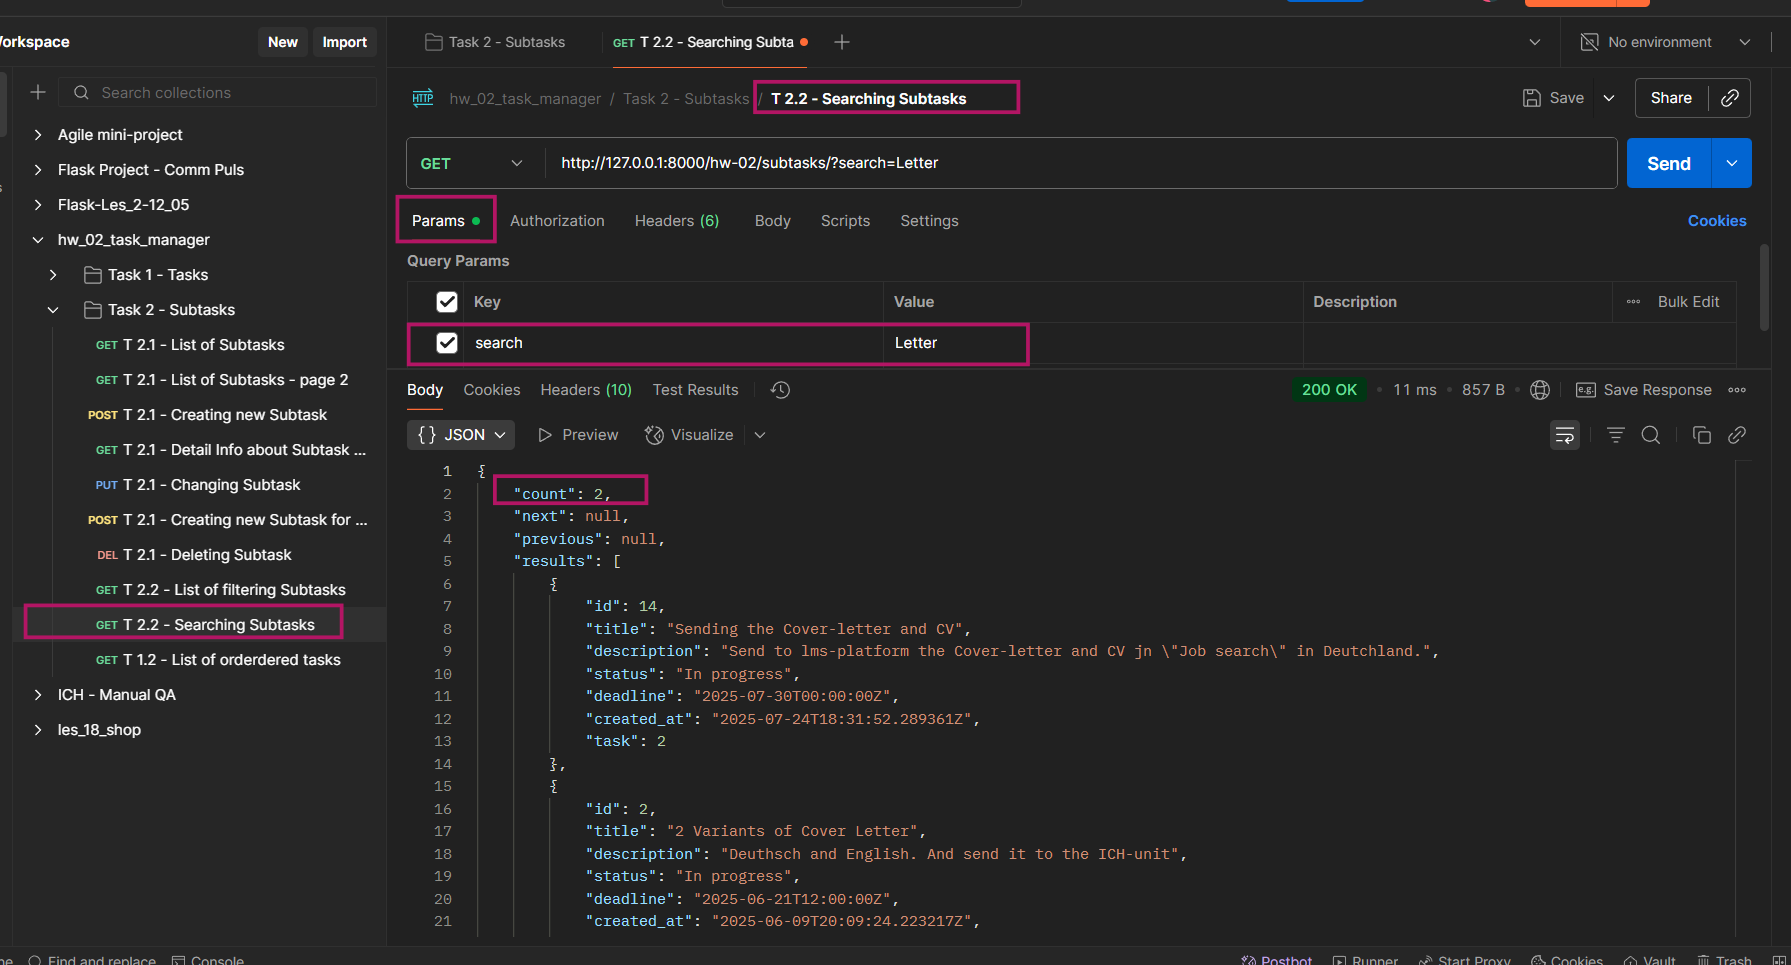 Workspace
New
Import
Search collections
Agile mini-project
Flask Project - Comm Puls
Flask-Les_2-12_05
hw_02_task_manager
Task 1 - Tasks
Task 2 - Subtasks
GET T 2.1 - List of Subtasks
GET T 2.1 - List of Subtasks - page 2
POST T 2.1 - Creating new Subtask
GET T 2.1 - Detail Info about Subtask ...
PUT T 2.1 - Changing Subtask
POST T 2.1 - Creating new Subtask for ...
DEL T 2.1 - Deleting Subtask
GET T 2.2 - List of filtering Subtasks
GET T 2.2 - Searching Subtasks
GET T 1.2 - List of orderdered tasks
ICH - Manual QA
les_18_shop
Task 2 - Subtasks
GET T 2.2 - Searching Subta
No environment
HTTP hw_02_task_manager / Task 2 - Subtasks / T 2.2 - Searching Subtasks
Save
Share
GET
http://127.0.0.1:8000/hw-02/subtasks/?search=Letter
Send
Params Authorization Headers (6) Body Scripts Settings
Cookies
Query Params
Key Value Description ••• Bulk Edit
search Letter
Body Cookies Headers (10) Test Results
200 OK • 11 ms • 857 B •
e.g. Save Response •••
{} JSON Preview Visualize
1 {
2 "count": 2,
3 "next": null,
4 "previous": null,
5 "results": [
6 {
7 "id": 14,
8 "title": "Sending the Cover-letter and CV",
9 "description": "Send to lms-platform the Cover-letter and CV jn \"Job search\" in Deutchland.",
10 "status": "In progress",
11 "deadline": "2025-07-30T00:00:00Z",
12 "created_at": "2025-07-24T18:31:52.289361Z",
13 "task": 2
14 },
15 {
16 "id": 2,
17 "title": "2 Variants of Cover Letter",
18 "description": "Deuthsch and English. And send it to the ICH-unit",
19 "status": "In progress",
20 "deadline": "2025-06-21T12:00:00Z",
21 "created_at": "2025-06-09T20:09:24.223217Z",
Find and replace Console
Postbot Runner Start Proxy Cookies Vault Trash